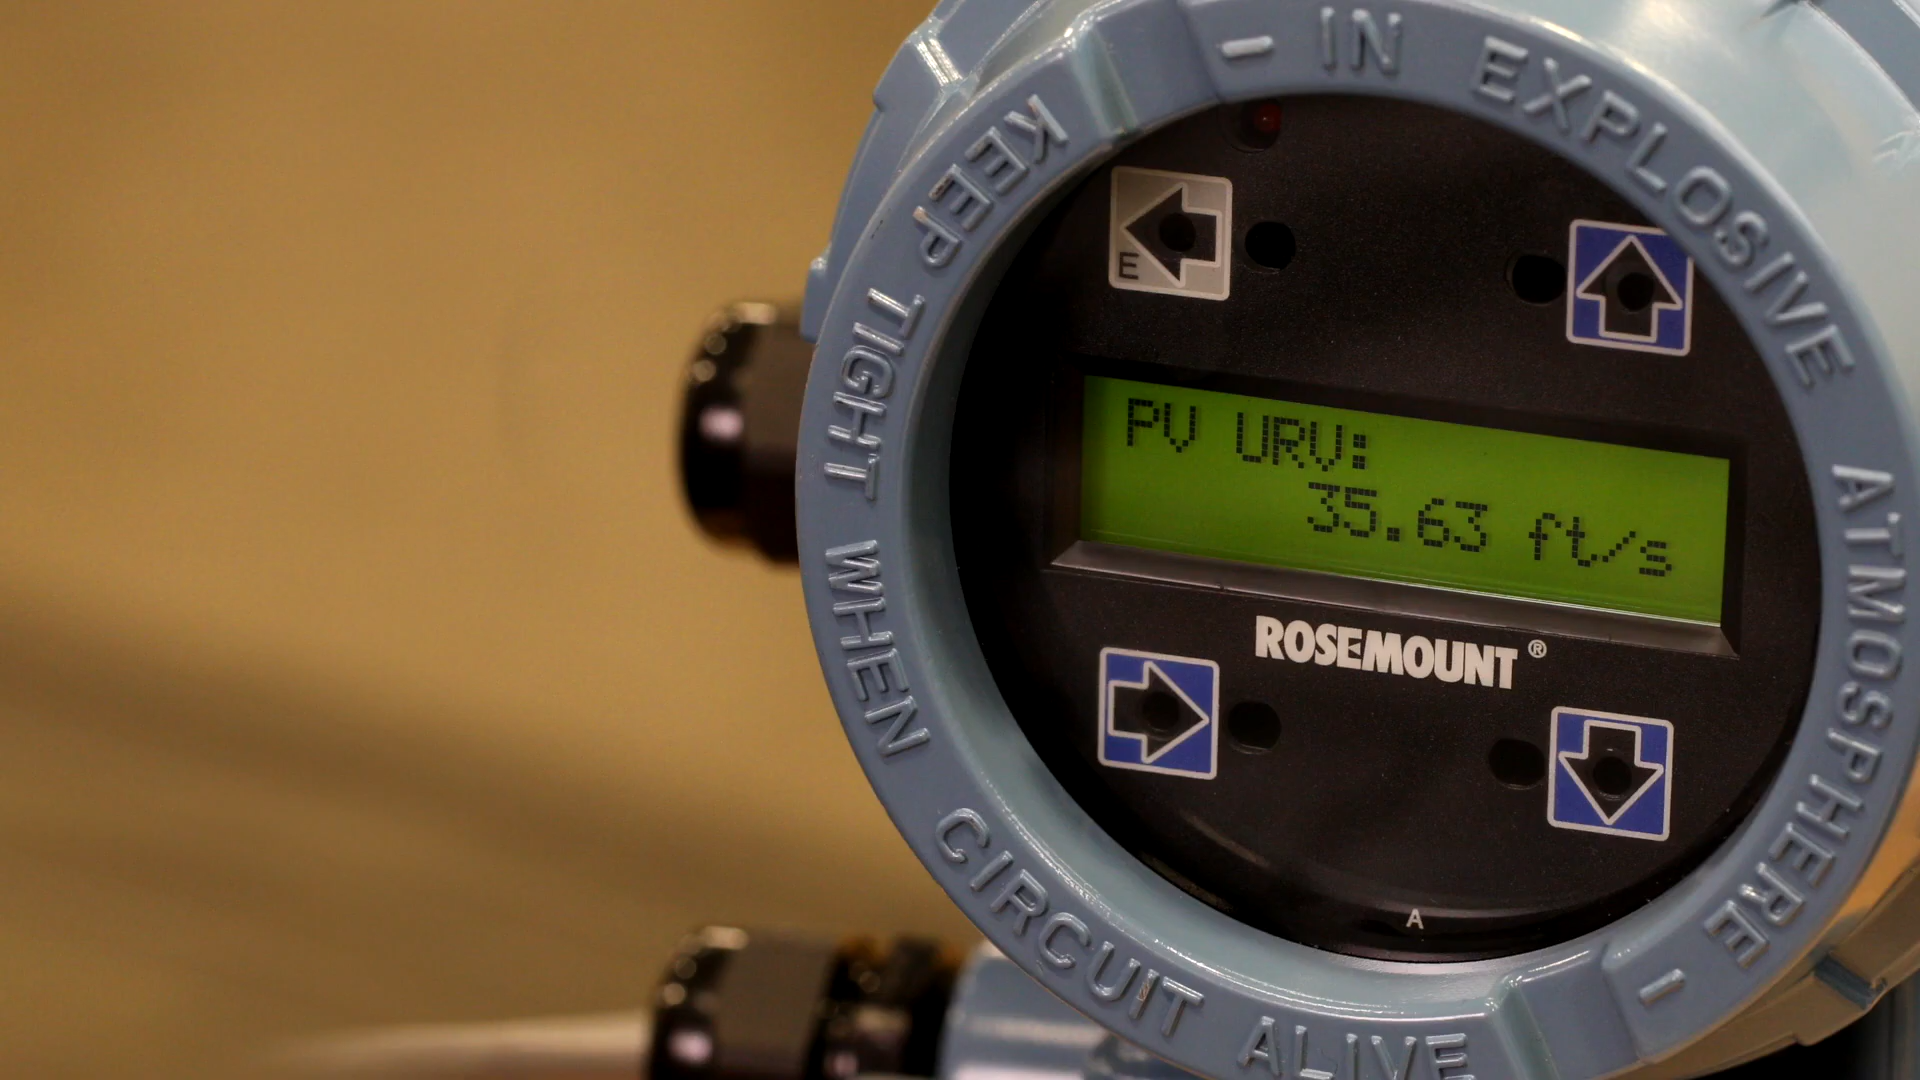 KEEP TIGHT WHEN CIRCUIT ALIVE
- IN EXPLOSIVE ATMOSPHERE -
E
PV URV:
35.63 ft/s
ROSEMOUNT®
A